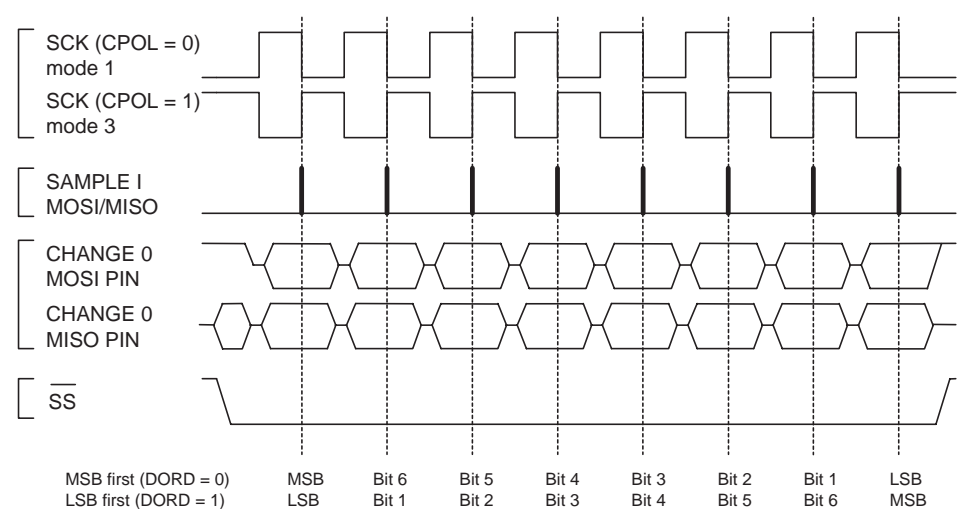 SCK (CPOL = 0)
mode 1
SCK (CPOL = 1)
mode 3
SAMPLE I
MOSI/MISO
CHANGE 0
MOSI PIN
CHANGE 0
MISO PIN
SS
MSB first (DORD = 0) MSB Bit 6 Bit 5 Bit 4 Bit 3 Bit 2 Bit 1 LSB
LSB first (DORD = 1) LSB Bit 1 Bit 2 Bit 3 Bit 4 Bit 5 Bit 6 MSB